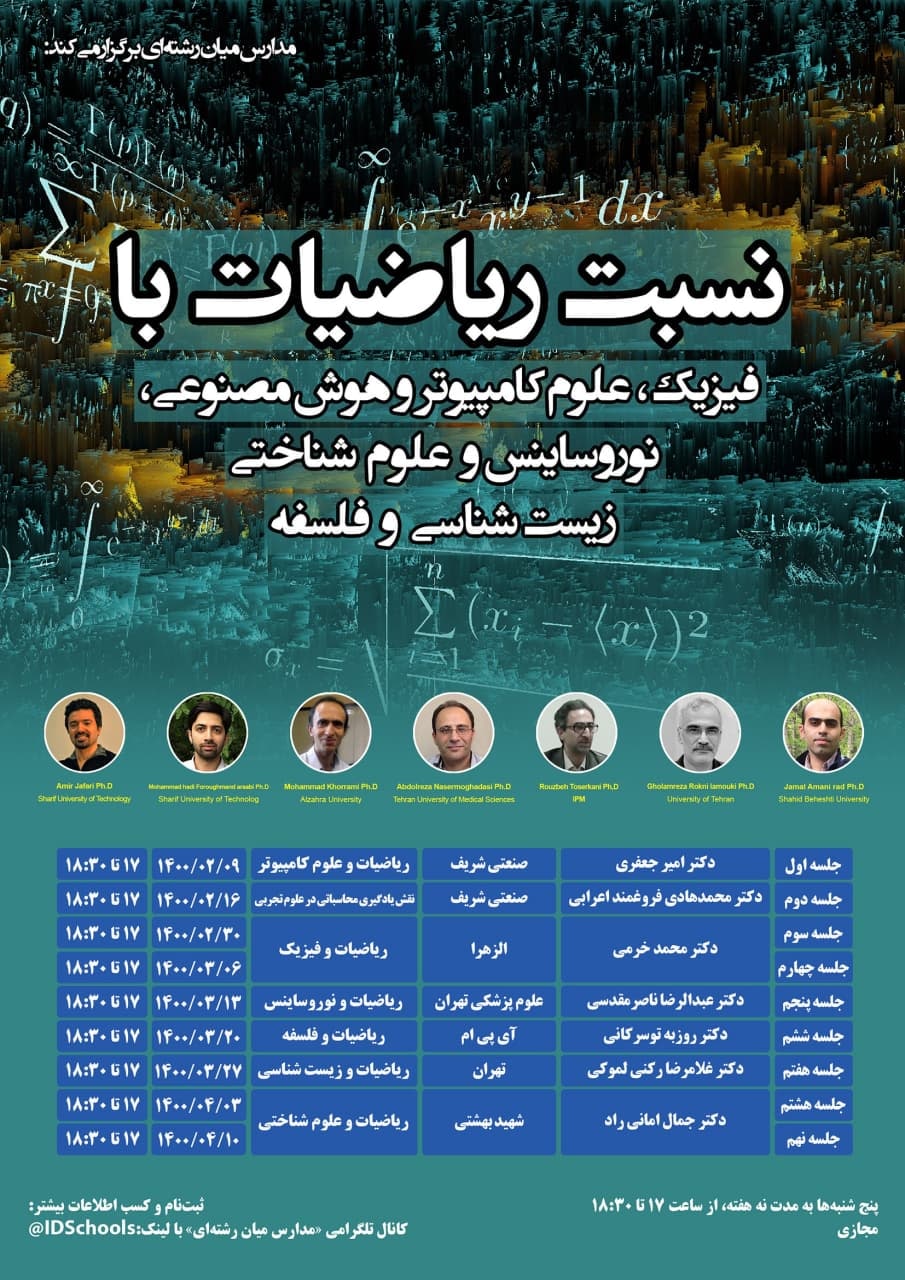 مدارس میان رشته‌ای برگزار می‌کند:
q) = Γ(p)Γ(q)
Γ(p+q)
∞
∑
∞
∫ e^−x x^y−1 dx
Γ(y)
نسبت ریاضیات با
فیزیک، علوم کامپیوتر و هوش مصنوعی،
نوروساینس و علوم شناختی
زیست شناسی و فلسفه
σx = √ n ∑ i=1 (xi − ⟨x⟩)2
Amir Jafari Ph.D
Sharif University of Technology
Mohammad hadi Foroughmand araabi Ph.D
Sharif University of Technolog
Mohammad Khorrami Ph.D
Alzahra University
Abdolreza Nasermoghadasi Ph.D
Tehran University of Medical Sciences
Rouzbeh Toserkani Ph,D
IPM
Gholamreza Rokni lamouki Ph.D
University of Tehran
Jamal Amani rad Ph.D
Shahid Beheshti University
جلسه اول دکتر امیر جعفری صنعتی شریف ریاضیات و علوم کامپیوتر ۱۴۰۰/۰۲/۰۹ ۱۷ تا ۱۸:۳۰
جلسه دوم دکتر محمدهادی فروغمند اعرابی صنعتی شریف نقش یادگیری محاسباتی در علوم تجربی ۱۴۰۰/۰۲/۱۶ ۱۷ تا ۱۸:۳۰
جلسه سوم دکتر محمد خرمی الزهرا ریاضیات و فیزیک ۱۴۰۰/۰۲/۳۰ ۱۷ تا ۱۸:۳۰
جلسه چهارم ۱۴۰۰/۰۳/۰۶ ۱۷ تا ۱۸:۳۰
جلسه پنجم دکتر عبدالرضا ناصرمقدسی علوم پزشکی تهران ریاضیات و نوروساینس ۱۴۰۰/۰۳/۱۳ ۱۷ تا ۱۸:۳۰
جلسه ششم دکتر روزبه توسرکانی آی پی ام ریاضیات و فلسفه ۱۴۰۰/۰۳/۲۰ ۱۷ تا ۱۸:۳۰
جلسه هفتم دکتر غلامرضا رکنی لموکی تهران ریاضیات و زیست شناسی ۱۴۰۰/۰۳/۲۷ ۱۷ تا ۱۸:۳۰
جلسه هشتم دکتر جمال امانی راد شهید بهشتی ریاضیات و علوم شناختی ۱۴۰۰/۰۴/۰۳ ۱۷ تا ۱۸:۳۰
جلسه نهم ۱۴۰۰/۰۴/۱۰ ۱۷ تا ۱۸:۳۰
پنج شنبه‌ها به مدت نه هفته، از ساعت ۱۷ تا ۱۸:۳۰
مجازی
ثبت‌نام و کسب اطلاعات بیشتر:
کانال تلگرامی «مدارس میان رشته‌ای» با لینک:@IDSchools